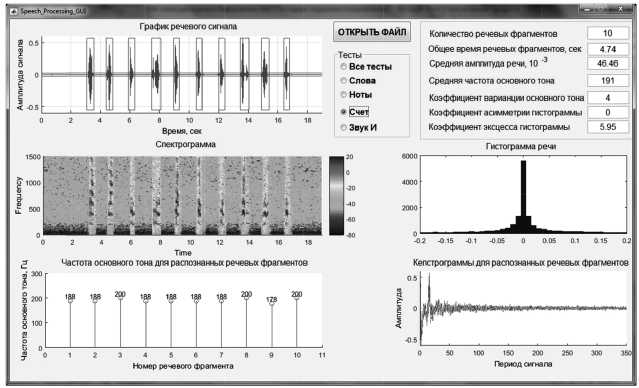 Speech_Processing_GUI
График речевого сигнала
Амплитуда сигнала
0.5
0
-0.5
0 2 4 6 8 10 12 14 16 18
Время, сек
ОТКРЫТЬ ФАЙЛ
Тесты
Все тесты
Слова
Ноты
Счет
Звук И
Количество речевых фрагментов 10
Общее время речевых фрагментов, сек 4.74
Средняя амплитуда речи, 10 -3 46.46
Средняя частота основного тона 191
Коэффициент вариации основного тона 4
Коэффициент асимметрии гистограммы 0
Коэффициент эксцесса гистограммы 5.95
Спектрограмма
Frequency
1500
1000
500
0
0 2 4 6 8 10 12 14 16 18
Time
20
0
-20
-40
-60
-80
Гистограмма речи
6000
4000
2000
0
-0.2 -0.15 -0.1 -0.05 0 0.05 0.1 0.15 0.2
Частота основного тона для распознанных речевых фрагментов
Частота основного тона, Гц
300
200
100
0
188 188 200 188 188 188 188 200 178 200
0 1 2 3 4 5 6 7 8 9 10 11
Номер речевого фрагмента
Кепстрограммы для распознанных речевых фрагментов
Амплитуда
0.5
0
-0.5
0 50 100 150 200 250 300 350
Период сигнала